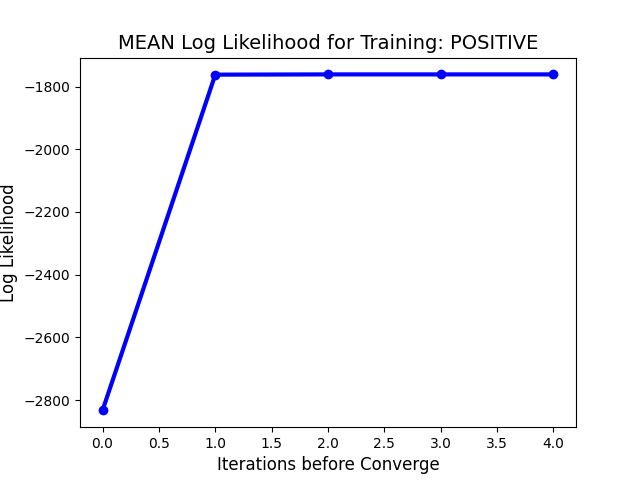 MEAN Log Likelihood for Training: POSITIVE
Log Likelihood
−1800
−2000
−2200
−2400
−2600
−2800
0.0 0.5 1.0 1.5 2.0 2.5 3.0 3.5 4.0
Iterations before Converge